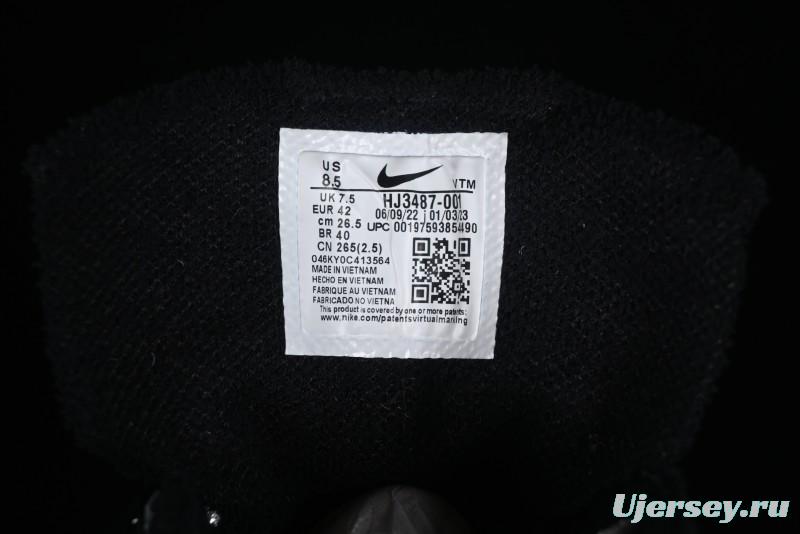 US
8.5
VTM
UK 7.5
HJ3487-001
EUR 42
06/09/22 j 01/03/23
cm 26.5
UPC 0019759385490
BR 40
CN 265(2.5)
046KY0C413564
MADE IN VIETNAM
HECHO EN VIETNAM
FABRIQUE AU VIETNAM
FABRICADO NO VIETNA
This product is covered by one or more patents:
www.nike.com/patentsvirtualmarking
Ujersey.ru